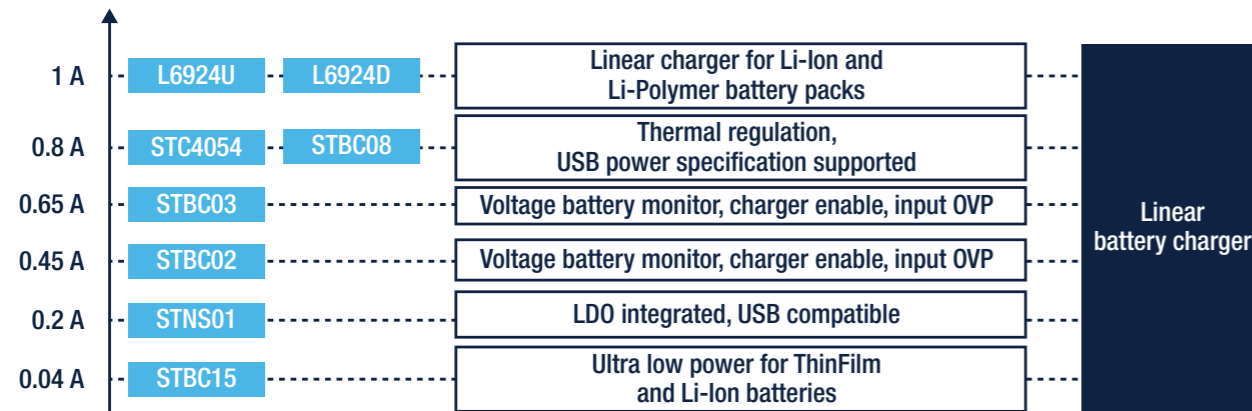 1 A
L6924U
L6924D
Linear charger for Li-Ion and
Li-Polymer battery packs
0.8 A
STC4054
STBC08
Thermal regulation,
USB power specification supported
0.65 A
STBC03
Voltage battery monitor, charger enable, input OVP
0.45 A
STBC02
Voltage battery monitor, charger enable, input OVP
0.2 A
STNS01
LDO integrated, USB compatible
0.04 A
STBC15
Ultra low power for ThinFilm
and Li-Ion batteries
Linear
battery charger